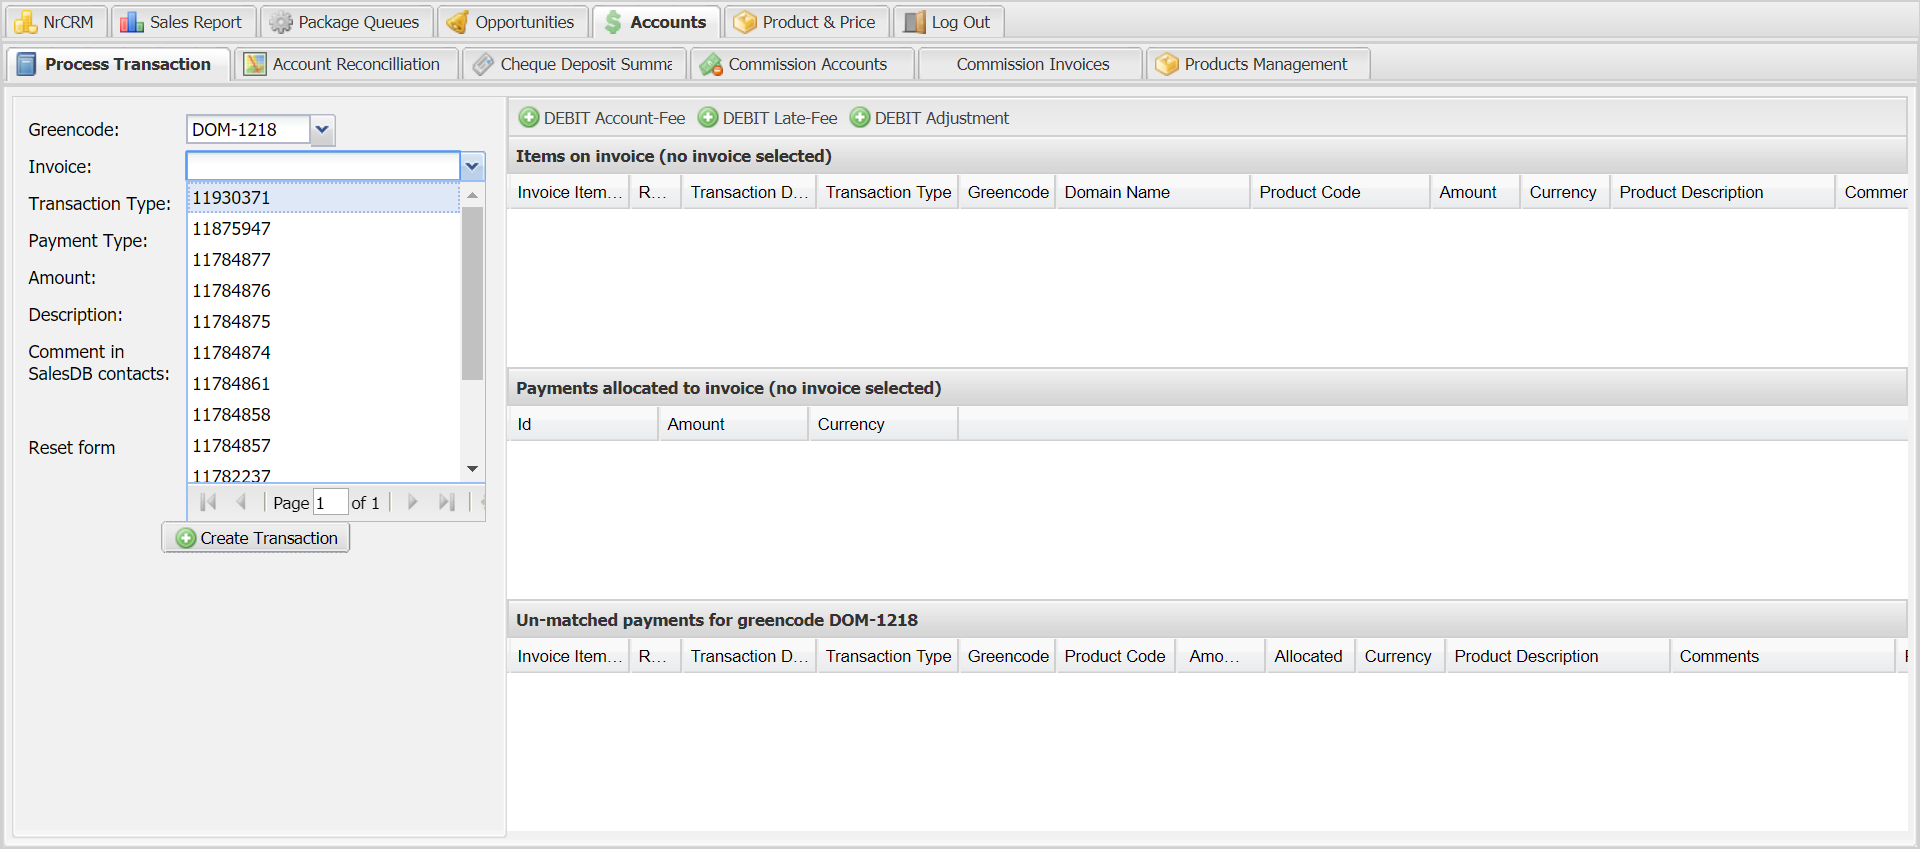 NrCRM Sales Report Package Queues Opportunities Accounts Product & Price Log Out
Process Transaction Account Reconcilliation Cheque Deposit Summa Commission Accounts Commission Invoices Products Management
Greencode: DOM-1218
Invoice:
11930371
11875947
11784877
11784876
11784875
11784874
11784861
11784858
11784857
11782237
Page 1 of 1
Transaction Type:
Payment Type:
Amount:
Description:
Comment in
SalesDB contacts:
Reset form
Create Transaction
DEBIT Account-Fee DEBIT Late-Fee DEBIT Adjustment
Items on invoice (no invoice selected)
Invoice Item... R... Transaction D... Transaction Type Greencode Domain Name Product Code Amount Currency Product Description Commer
Payments allocated to invoice (no invoice selected)
Id Amount Currency
Un-matched payments for greencode DOM-1218
Invoice Item... R... Transaction D... Transaction Type Greencode Product Code Amo... Allocated Currency Product Description Comments